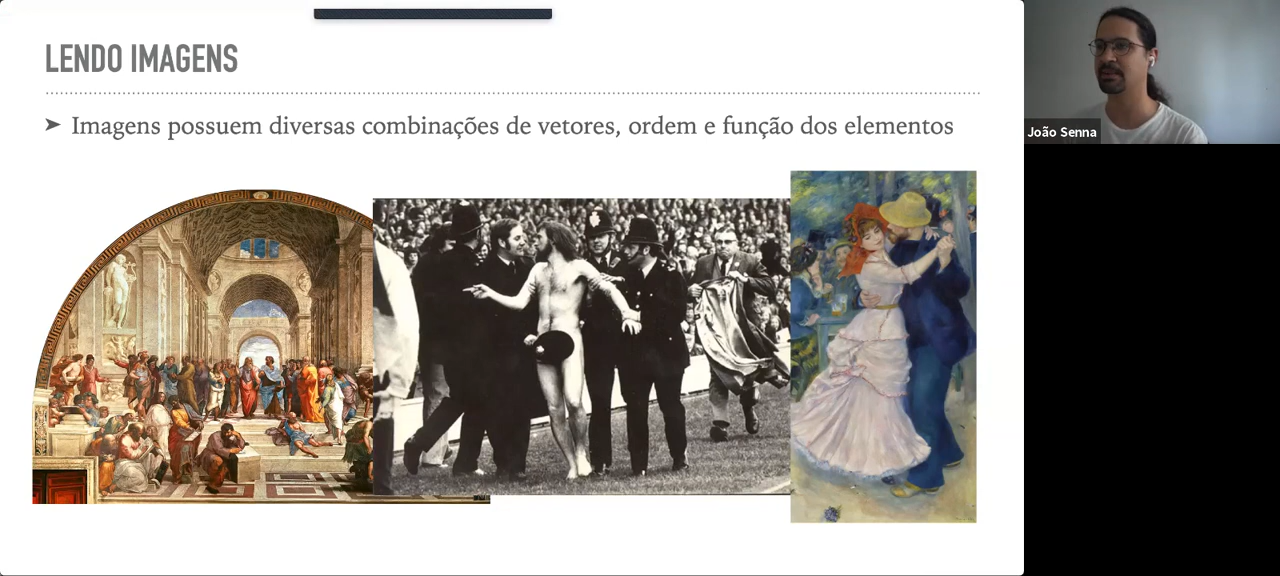 LENDO IMAGENS
➤ Imagens possuem diversas combinações de vetores, ordem e função dos elementos
João Senna